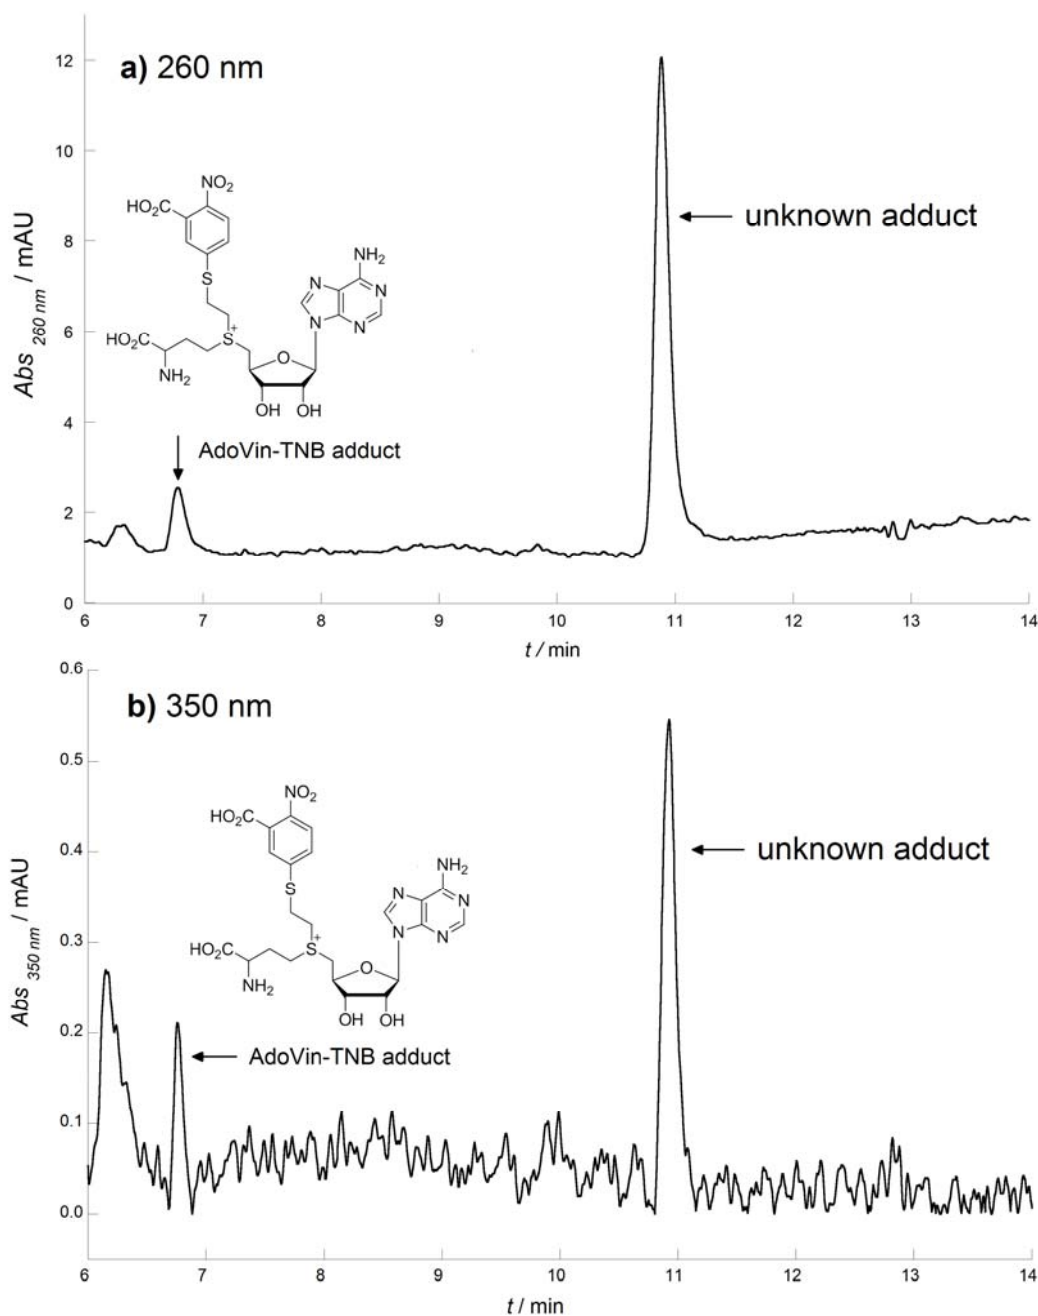 a) 260 nm
Abs 260 nm / mAU
12
10
8
6
4
2
0
unknown adduct
NO2
HO2C
S
NH2
N
N
N
N
HO2C
S+
O
NH2
OH
OH
AdoVin-TNB adduct
6 7 8 9 10 11 12 13 14
t / min
b) 350 nm
Abs 350 nm / mAU
0.6
0.5
0.4
0.3
0.2
0.1
0.0
unknown adduct
NO2
HO2C
S
NH2
N
N
N
N
HO2C
S+
O
NH2
OH
OH
AdoVin-TNB adduct
6 7 8 9 10 11 12 13 14
t / min